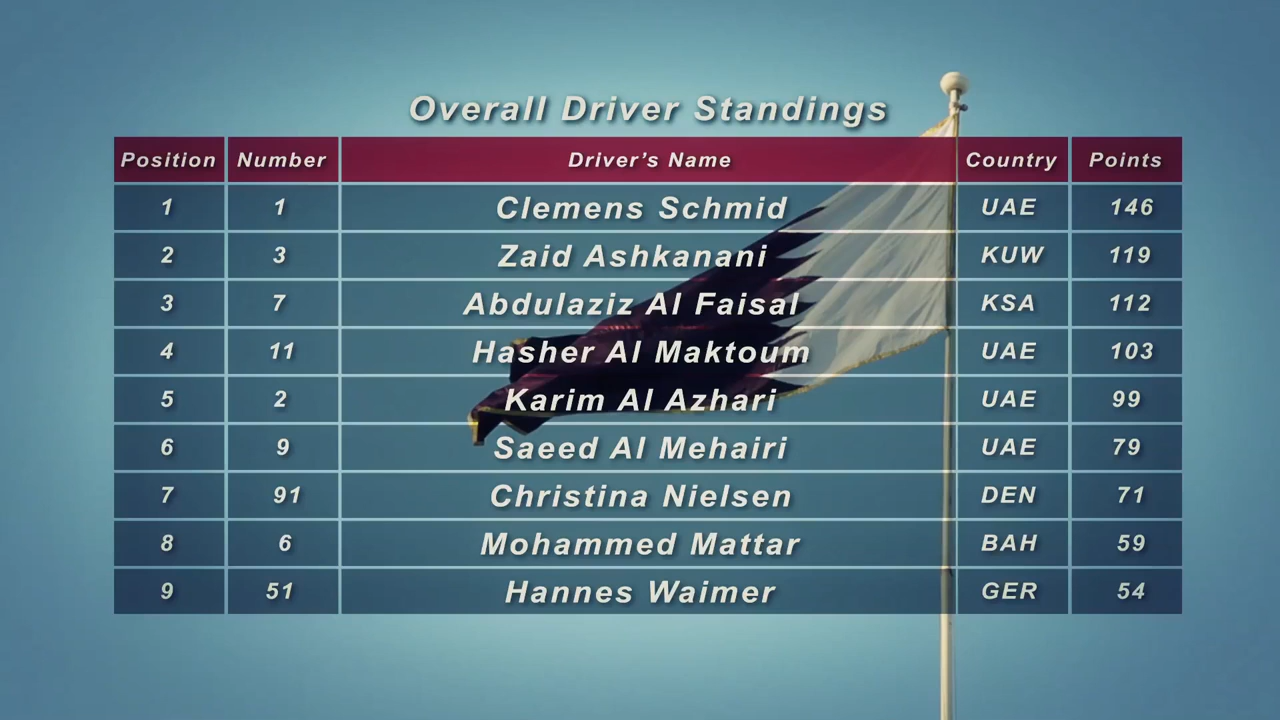 Overall Driver Standings
Position Number Driver's Name Country Points
1 1 Clemens Schmid UAE 146
2 3 Zaid Ashkanani KUW 119
3 7 Abdulaziz Al Faisal KSA 112
4 11 Hasher Al Maktoum UAE 103
5 2 Karim Al Azhari UAE 99
6 9 Saeed Al Mehairi UAE 79
7 91 Christina Nielsen DEN 71
8 6 Mohammed Mattar BAH 59
9 51 Hannes Waimer GER 54